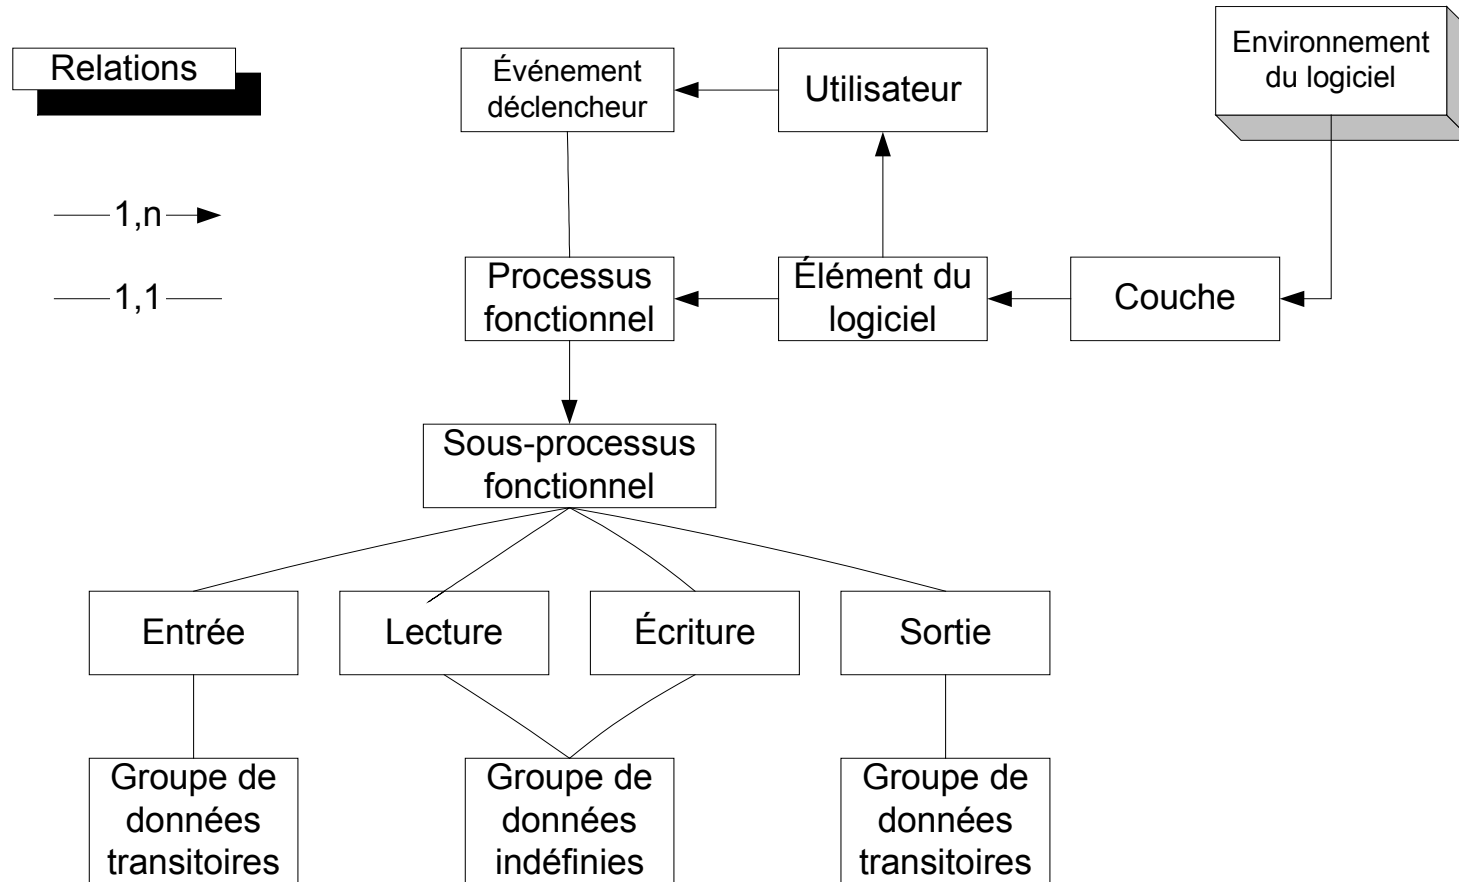 Relations
1,n
1,1
Événement
déclencheur
Utilisateur
Environnement
du logiciel
Processus
fonctionnel
Élément du
logiciel
Couche
Sous-processus
fonctionnel
Entrée
Lecture
Écriture
Sortie
Groupe de
données
transitoires
Groupe de
données
indéfinies
Groupe de
données
transitoires